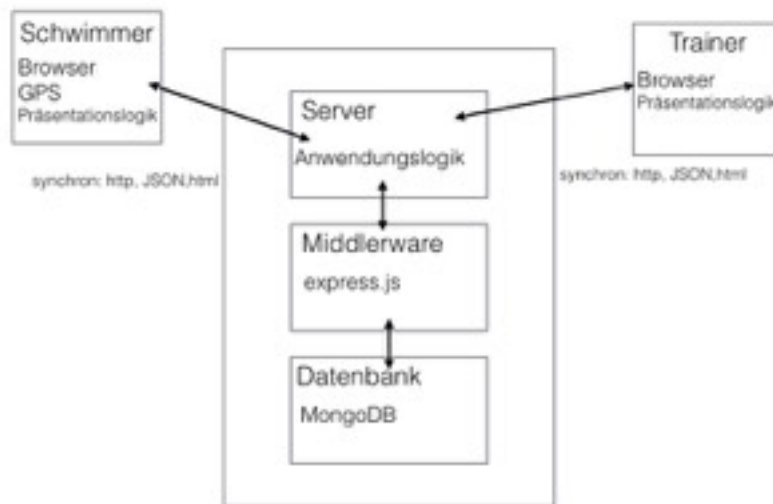 Schwimmer
Browser
GPS
Präsentationslogik
synchron: http, JSON,html
Server
Anwendungslogik
Middlerware
express.js
Datenbank
MongoDB
Trainer
Browser
Präsentationslogik
synchron: http, JSON,html